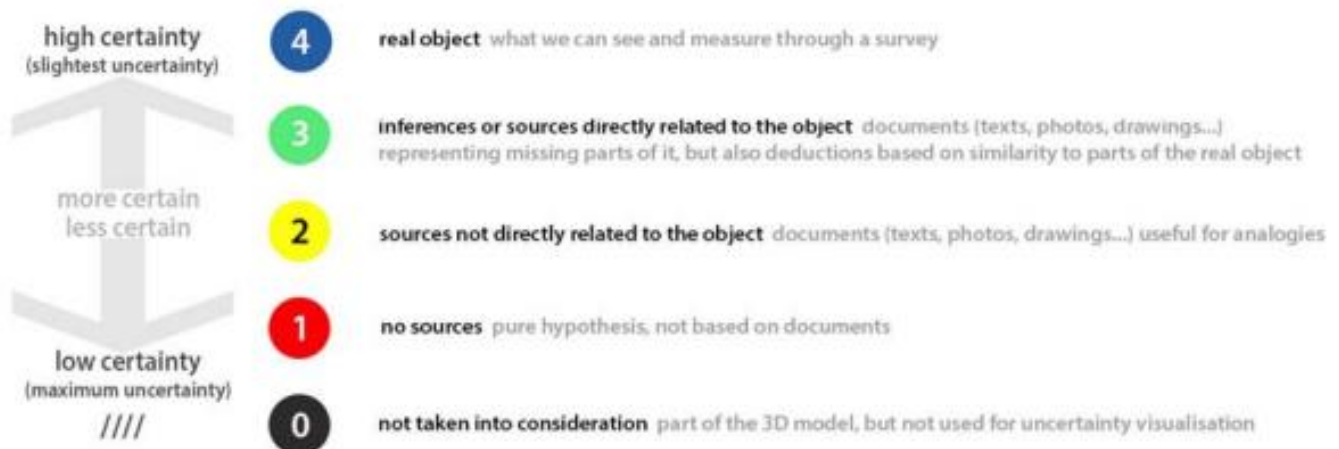 high certainty
(slightest uncertainty)
more certain
less certain
low certainty
(maximum uncertainty)
////
4 real object what we can see and measure through a survey
3 inferences or sources directly related to the object documents (texts, photos, drawings...)
representing missing parts of it, but also deductions based on similarity to parts of the real object
2 sources not directly related to the object documents (texts, photos, drawings...) useful for analogies
1 no sources pure hypothesis, not based on documents
0 not taken into consideration part of the 3D model, but not used for uncertainty visualisation